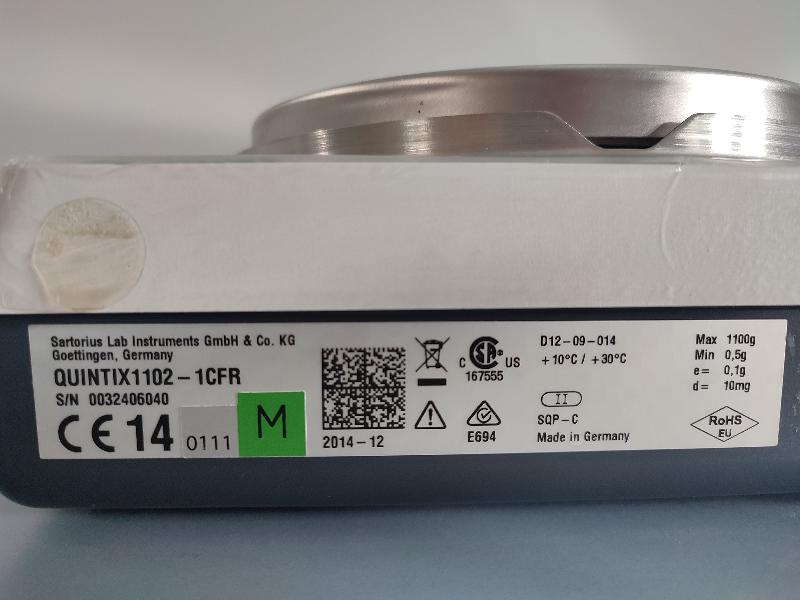 Sartorius Lab Instruments GmbH & Co. KG
Goettingen, Germany
QUINTIX1102-1CFR
S/N 0032406040
CE 14 0111 M
2014-12
C SA ® US
167555
E694
D12-09-014
+10°C / +30°C
II
SQP-C
Made in Germany
Max 1100g
Min 0,5g
e= 0,1g
d= 10mg
RoHS
EU